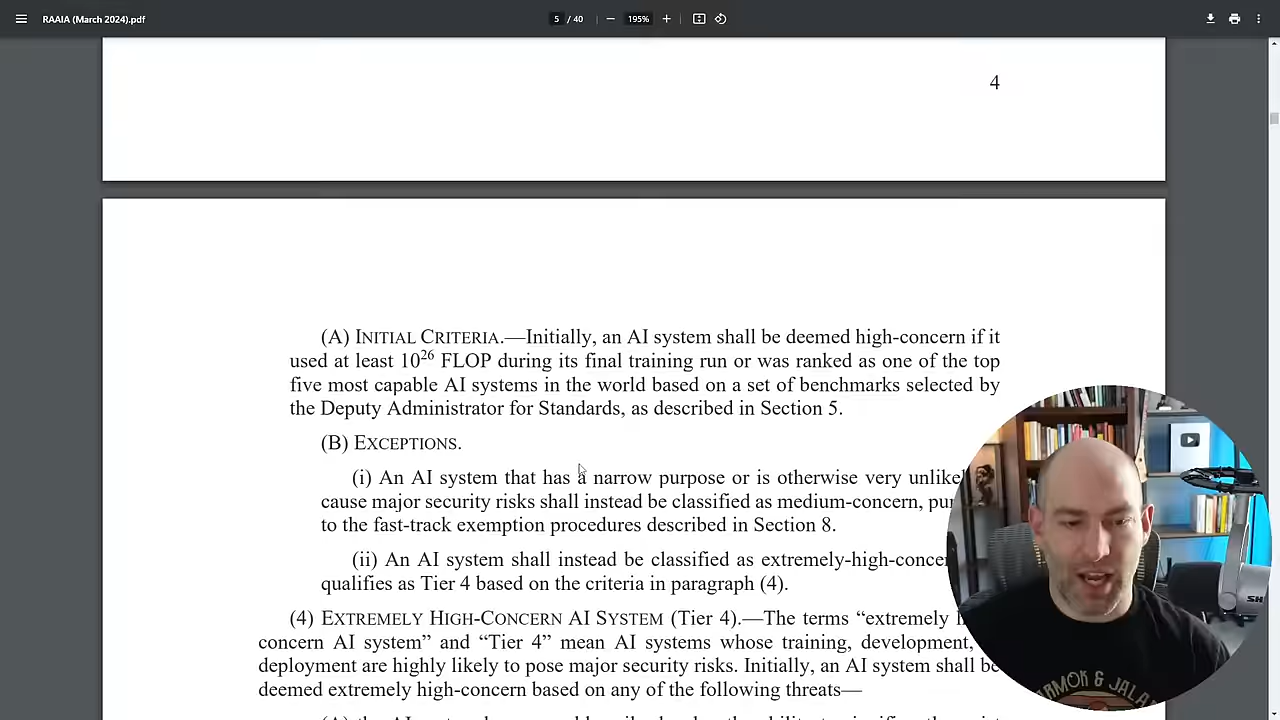 RAAIA (March 2024).pdf
5 / 40
195%
4
(A) INITIAL CRITERIA.—Initially, an AI system shall be deemed high-concern if it
used at least 10²⁶ FLOP during its final training run or was ranked as one of the top
five most capable AI systems in the world based on a set of benchmarks selected by
the Deputy Administrator for Standards, as described in Section 5.
(B) EXCEPTIONS.
(i) An AI system that has a narrow purpose or is otherwise very unlikely
cause major security risks shall instead be classified as medium-concern,
to the fast-track exemption procedures described in Section 8.
(ii) An AI system shall instead be classified as extremely-high-concern
qualifies as Tier 4 based on the criteria in paragraph (4).
(4) EXTREMELY HIGH-CONCERN AI SYSTEM (Tier 4).—The terms “extremely
concern AI system” and “Tier 4” mean AI systems whose training, development,
deployment are highly likely to pose major security risks. Initially, an AI system shall be
deemed extremely high-concern based on any of the following threats—
SH
ARMOK & JALA